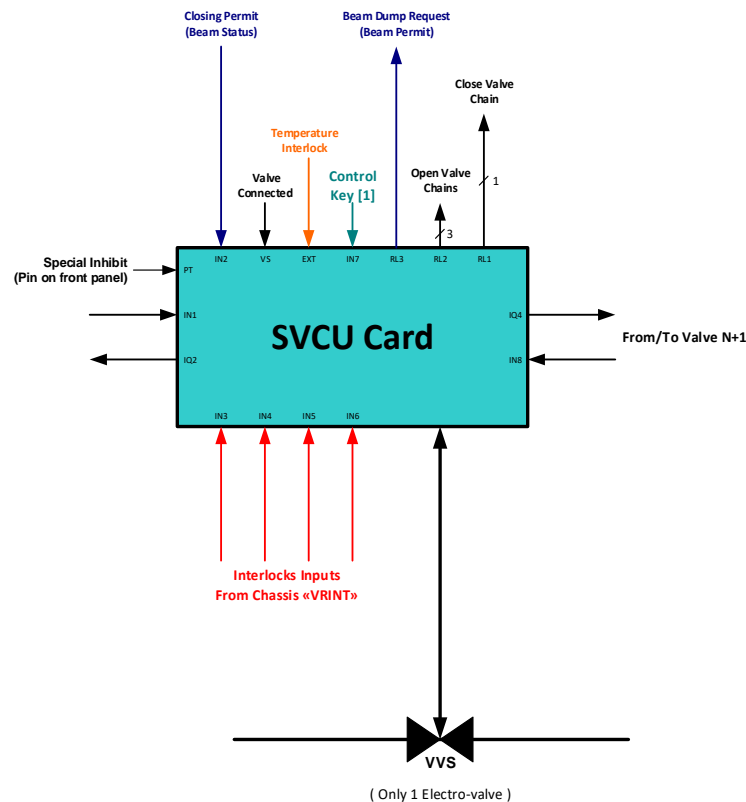 Closing Permit
(Beam Status)
Beam Dump Request
(Beam Permit)
Close Valve
Chain
Temperature
Interlock
Valve
Connected
Control
Key [1]
Open Valve
Chains
1
3
Special Inhibit
(Pin on front panel)
PT
IN2
VS
EXT
IN7
RL3
RL2
RL1
IN1
IQ2
SVCU Card
IQ4
IN8
From/To Valve N+1
IN3
IN4
IN5
IN6
Interlocks Inputs
From Chassis «VRINT»
VVS
( Only 1 Electro-valve )